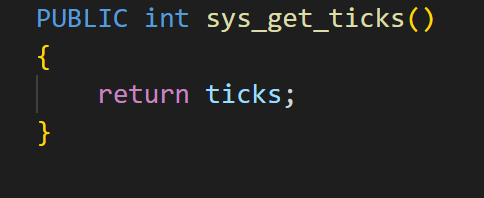 PUBLIC int sys_get_ticks()
{
    return ticks;
}